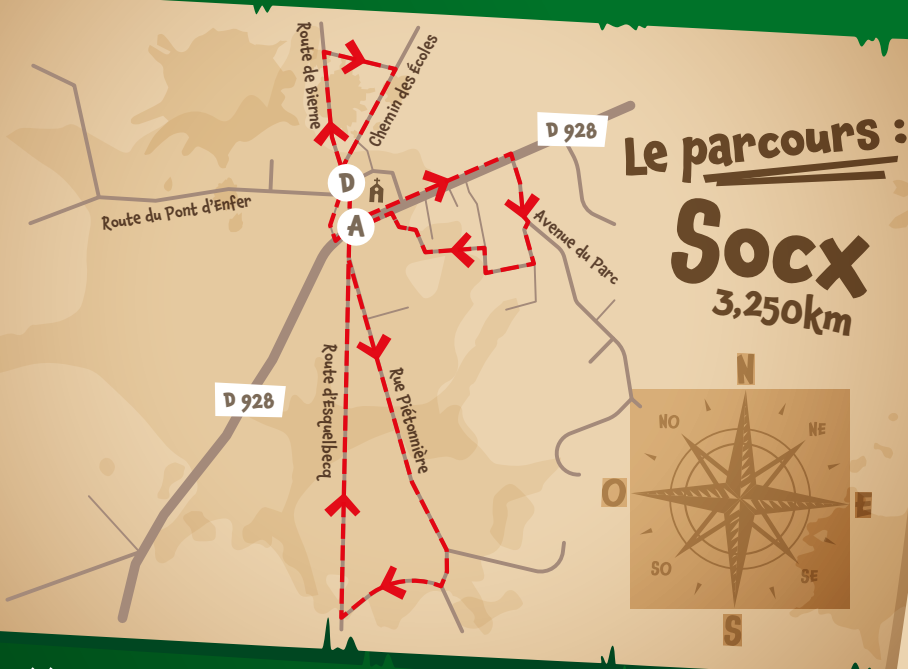 Route de Bierne
Chemin des Écoles
D 928
Le parcours :
Socx
3,250km
D
A
Route du Pont d'Enfer
Avenue du Parc
D 928
Route d'Esquelbecq
Rue Piétonnière
N
NO
NE
O
E
SO
SE
S